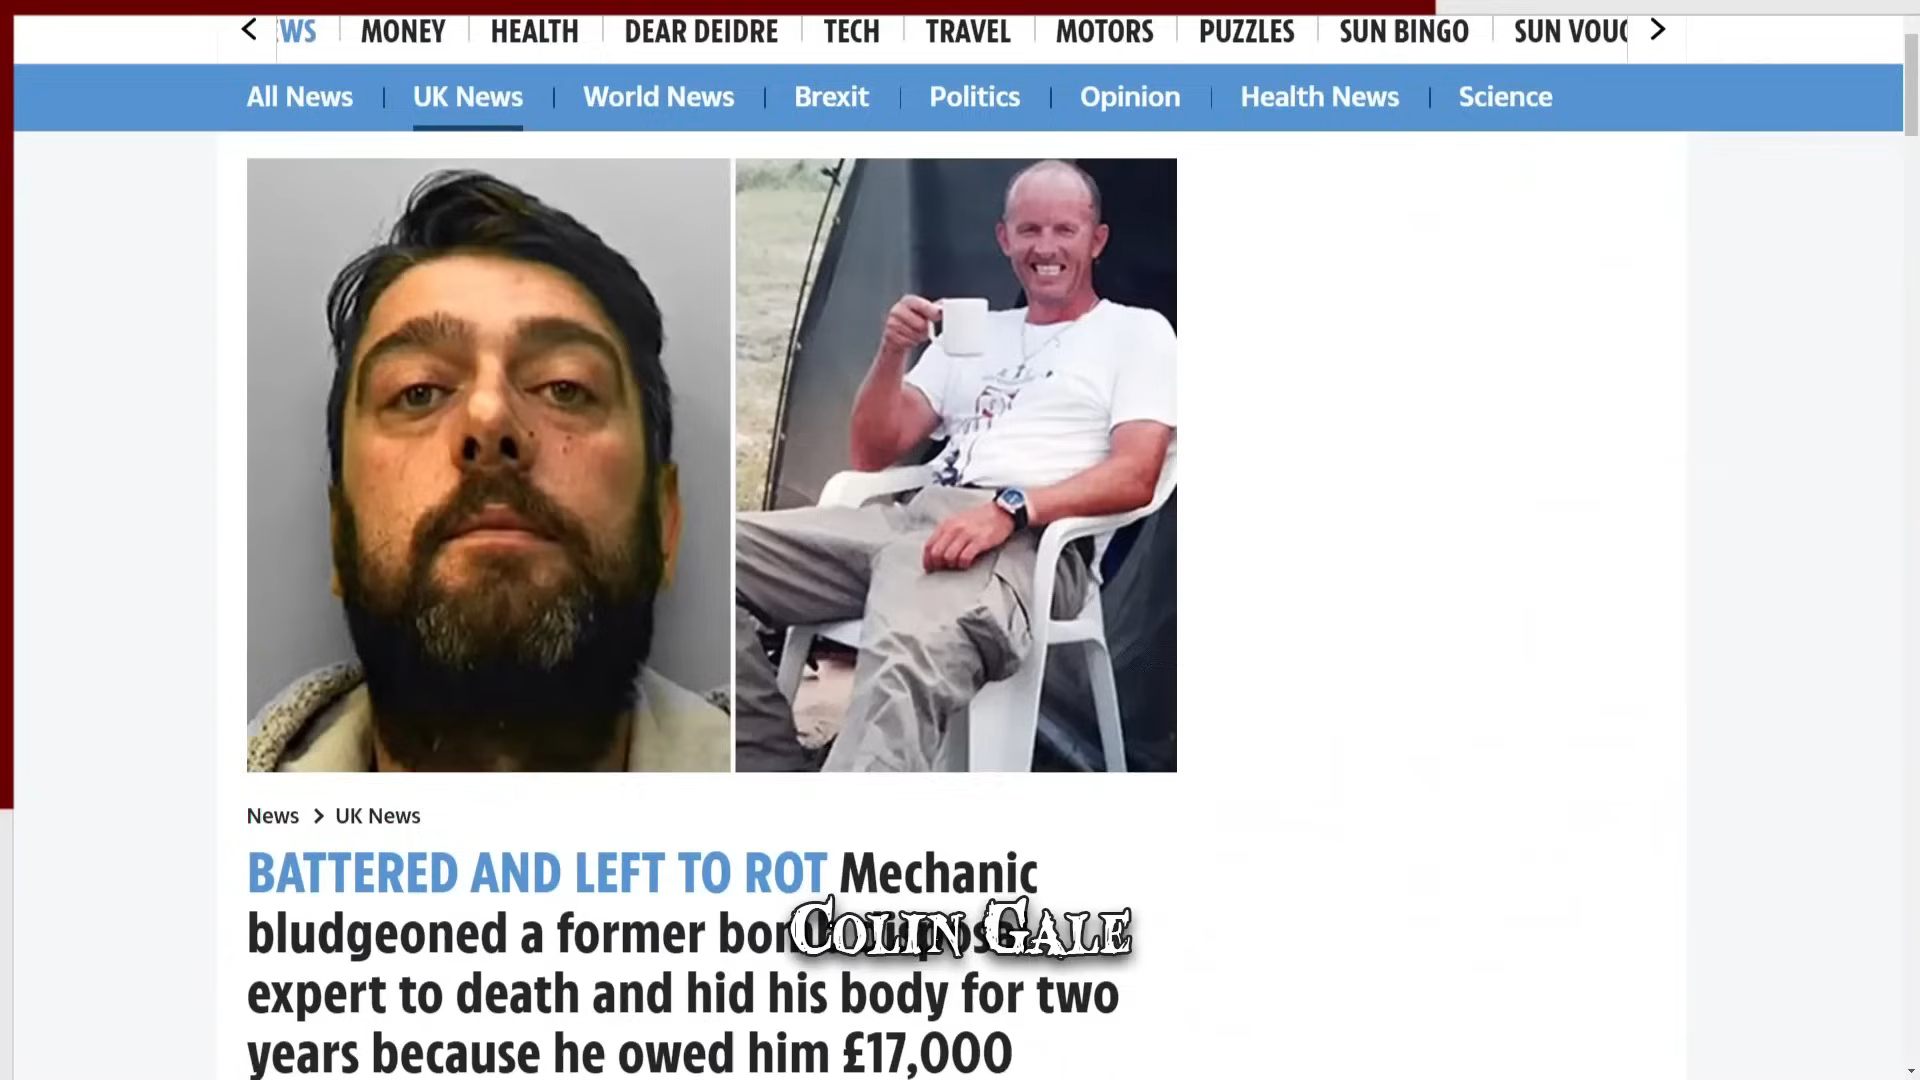 WS MONEY HEALTH DEAR DEIDRE TECH TRAVEL MOTORS PUZZLES SUN BINGO SUN VOUC
All News UK News World News Brexit Politics Opinion Health News Science
News > UK News
BATTERED AND LEFT TO ROT Mechanic
bludgeoned a former
Colin Gale
expert to death and hid his body for two
years because he owed him £17,000